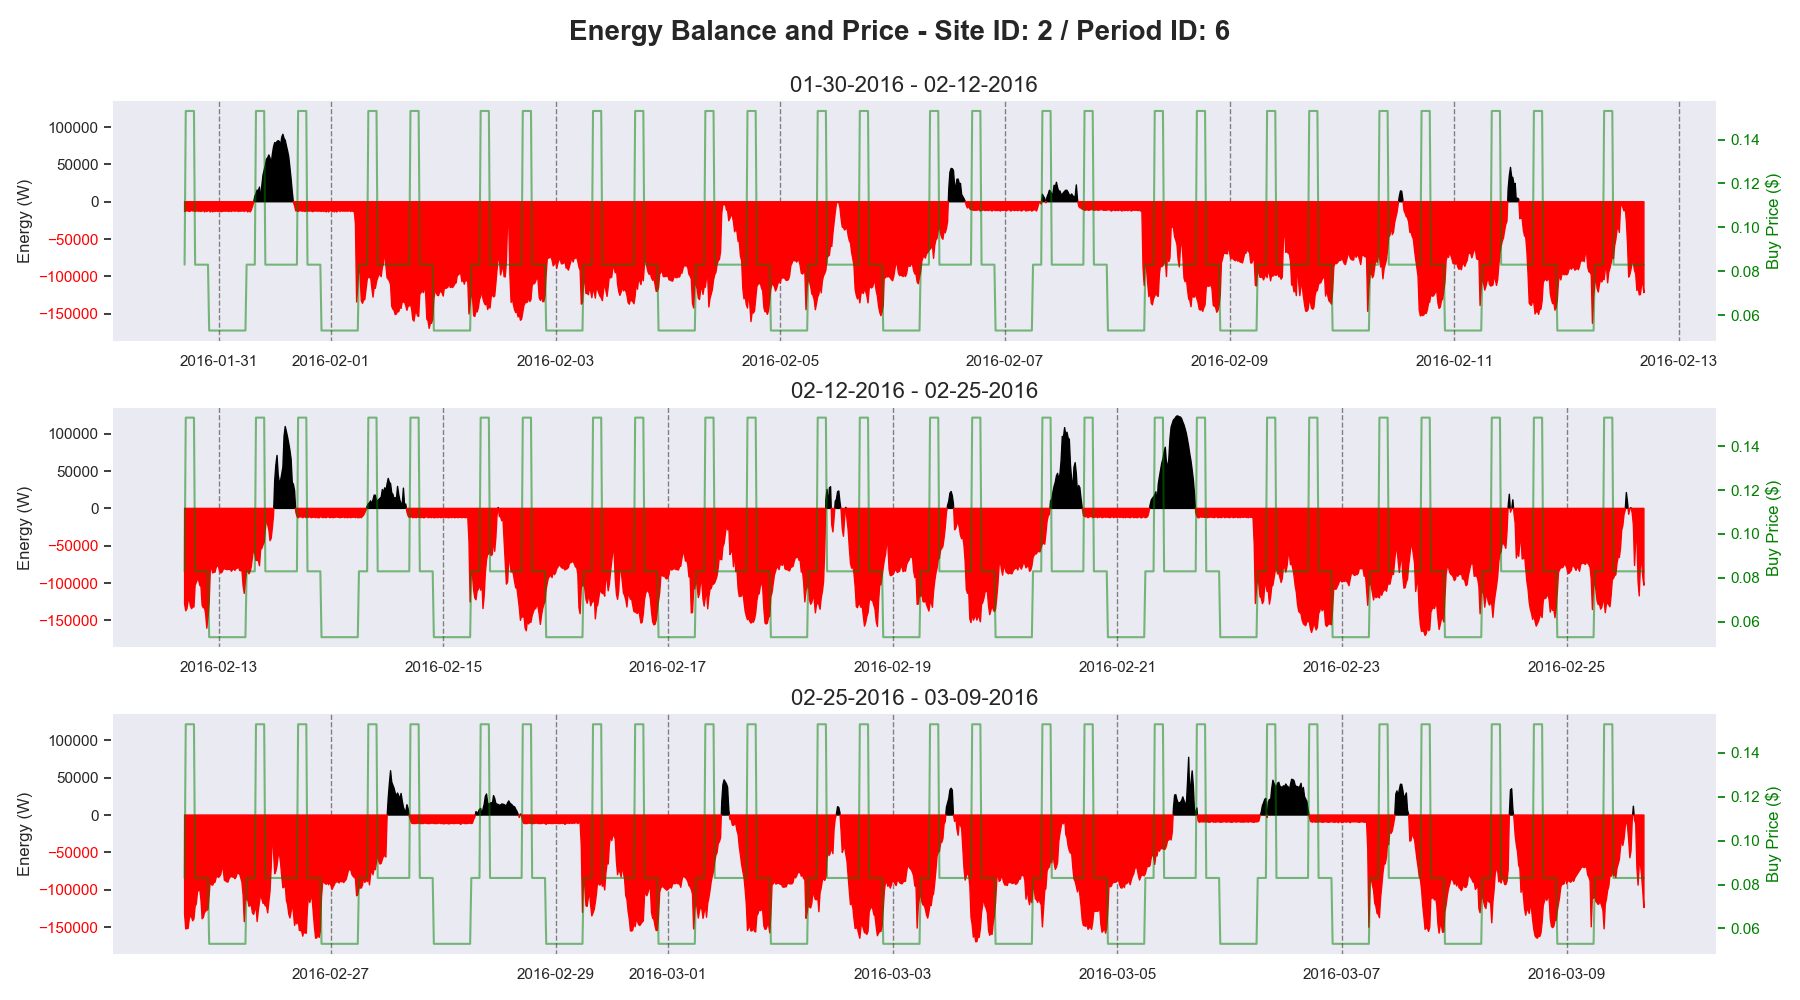 Energy Balance and Price - Site ID: 2 / Period ID: 6
01-30-2016 - 02-12-2016
Energy (W)
100000
50000
0
−50000
−100000
−150000
0.14
0.12
0.10
0.08
0.06
Buy Price ($)
2016-01-31 2016-02-01 2016-02-03 2016-02-05 2016-02-07 2016-02-09 2016-02-11 2016-02-13
02-12-2016 - 02-25-2016
Energy (W)
100000
50000
0
−50000
−100000
−150000
0.14
0.12
0.10
0.08
0.06
Buy Price ($)
2016-02-13 2016-02-15 2016-02-17 2016-02-19 2016-02-21 2016-02-23 2016-02-25
02-25-2016 - 03-09-2016
Energy (W)
100000
50000
0
−50000
−100000
−150000
0.14
0.12
0.10
0.08
0.06
Buy Price ($)
2016-02-27 2016-02-29 2016-03-01 2016-03-03 2016-03-05 2016-03-07 2016-03-09